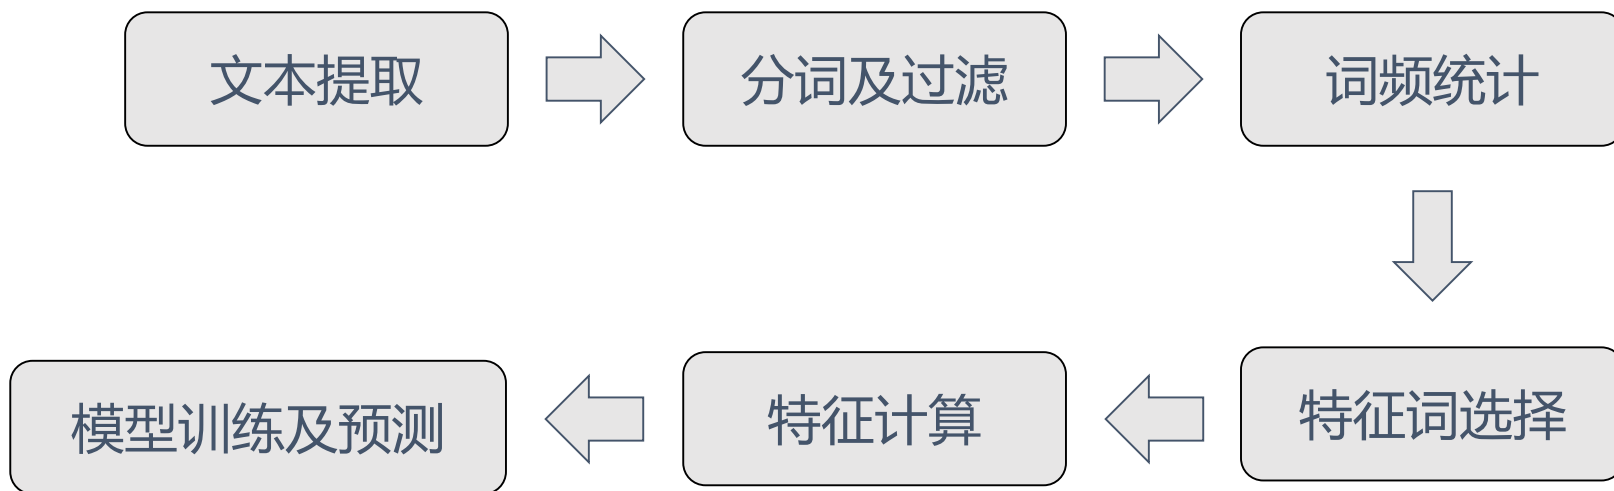 文本提取
分词及过滤
词频统计
特征词选择
特征计算
模型训练及预测